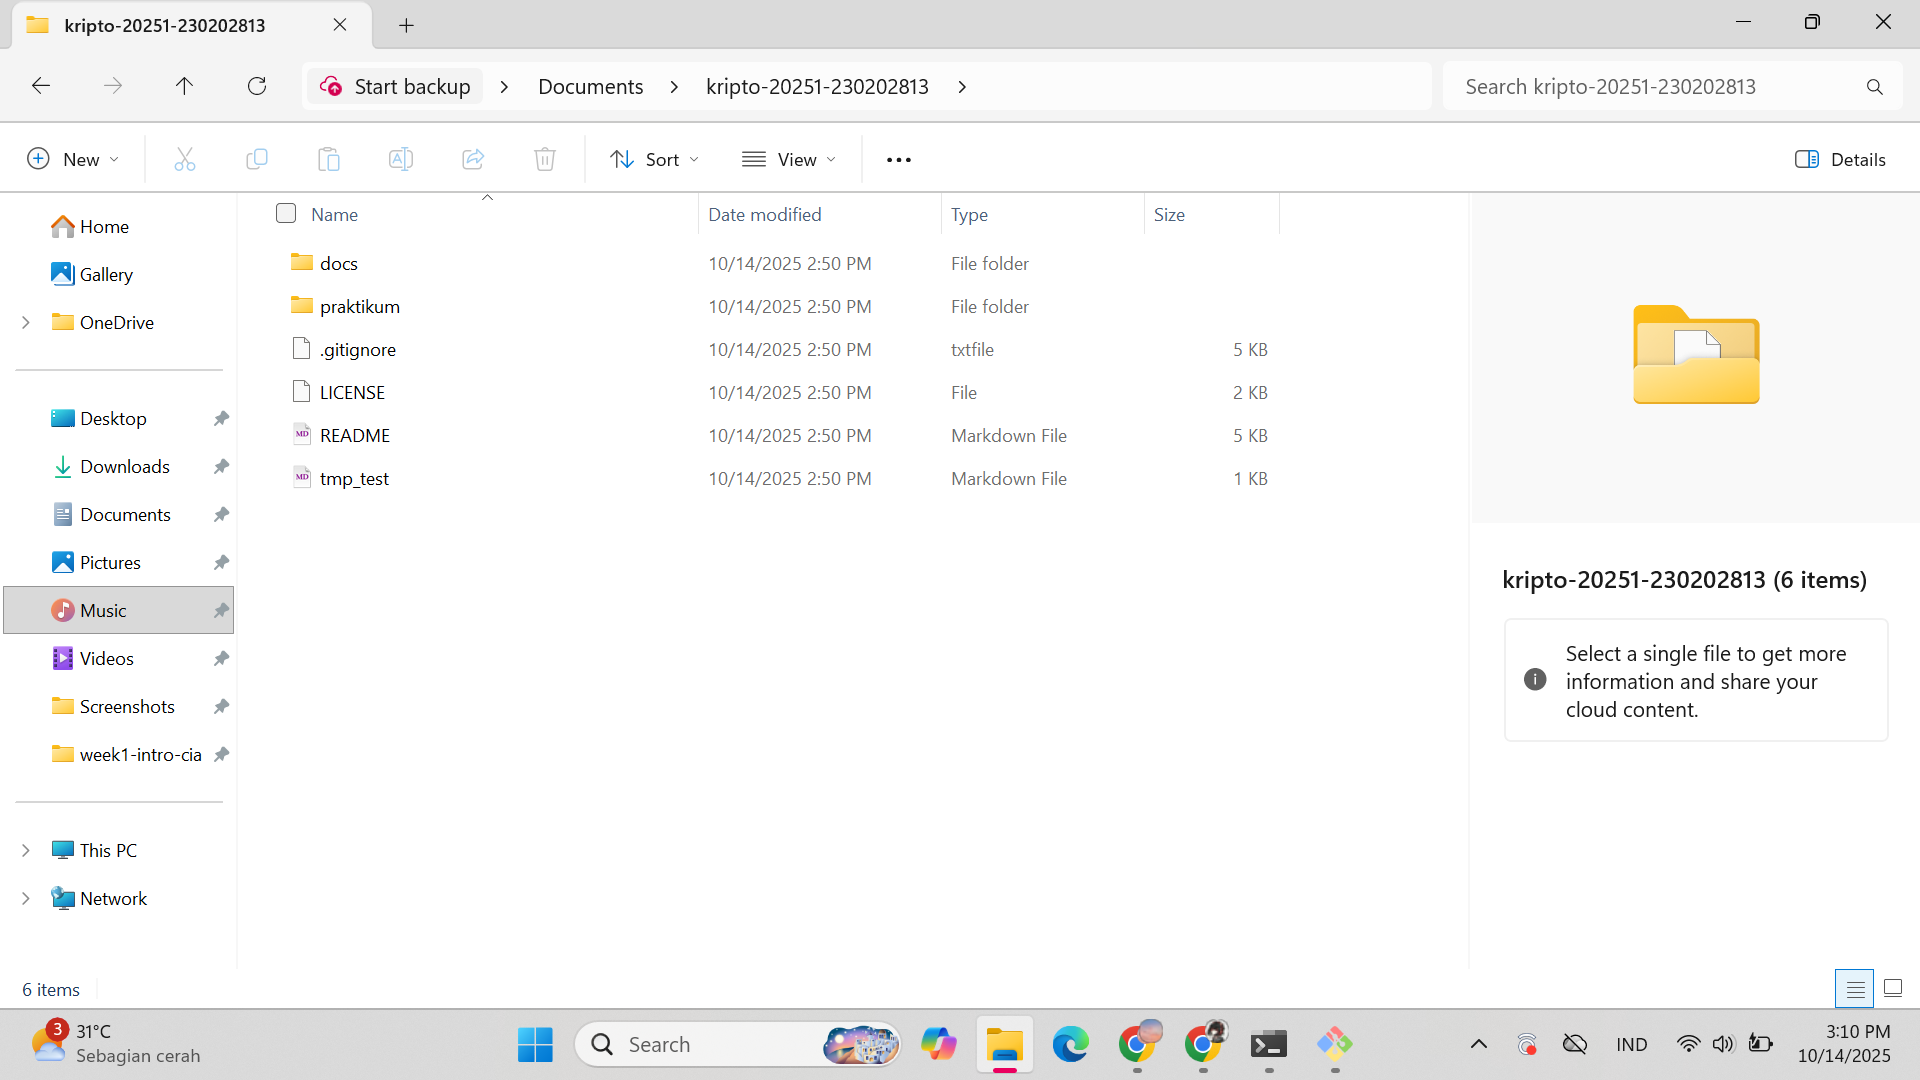 kripto-20251-230202813
Start backup
Documents
kripto-20251-230202813
Search kripto-20251-230202813
New
Sort
View
Details
Home
Gallery
OneDrive
Desktop
Downloads
Documents
Pictures
Music
Videos
Screenshots
week1-intro-cia
This PC
Network
Name Date modified Type Size
docs 10/14/2025 2:50 PM File folder
praktikum 10/14/2025 2:50 PM File folder
.gitignore 10/14/2025 2:50 PM txtfile 5 KB
LICENSE 10/14/2025 2:50 PM File 2 KB
MD README 10/14/2025 2:50 PM Markdown File 5 KB
MD tmp_test 10/14/2025 2:50 PM Markdown File 1 KB
kripto-20251-230202813 (6 items)
Select a single file to get more
information and share your
cloud content.
6 items
3
31°C
Sebagian cerah
Search
IND
3:10 PM
10/14/2025